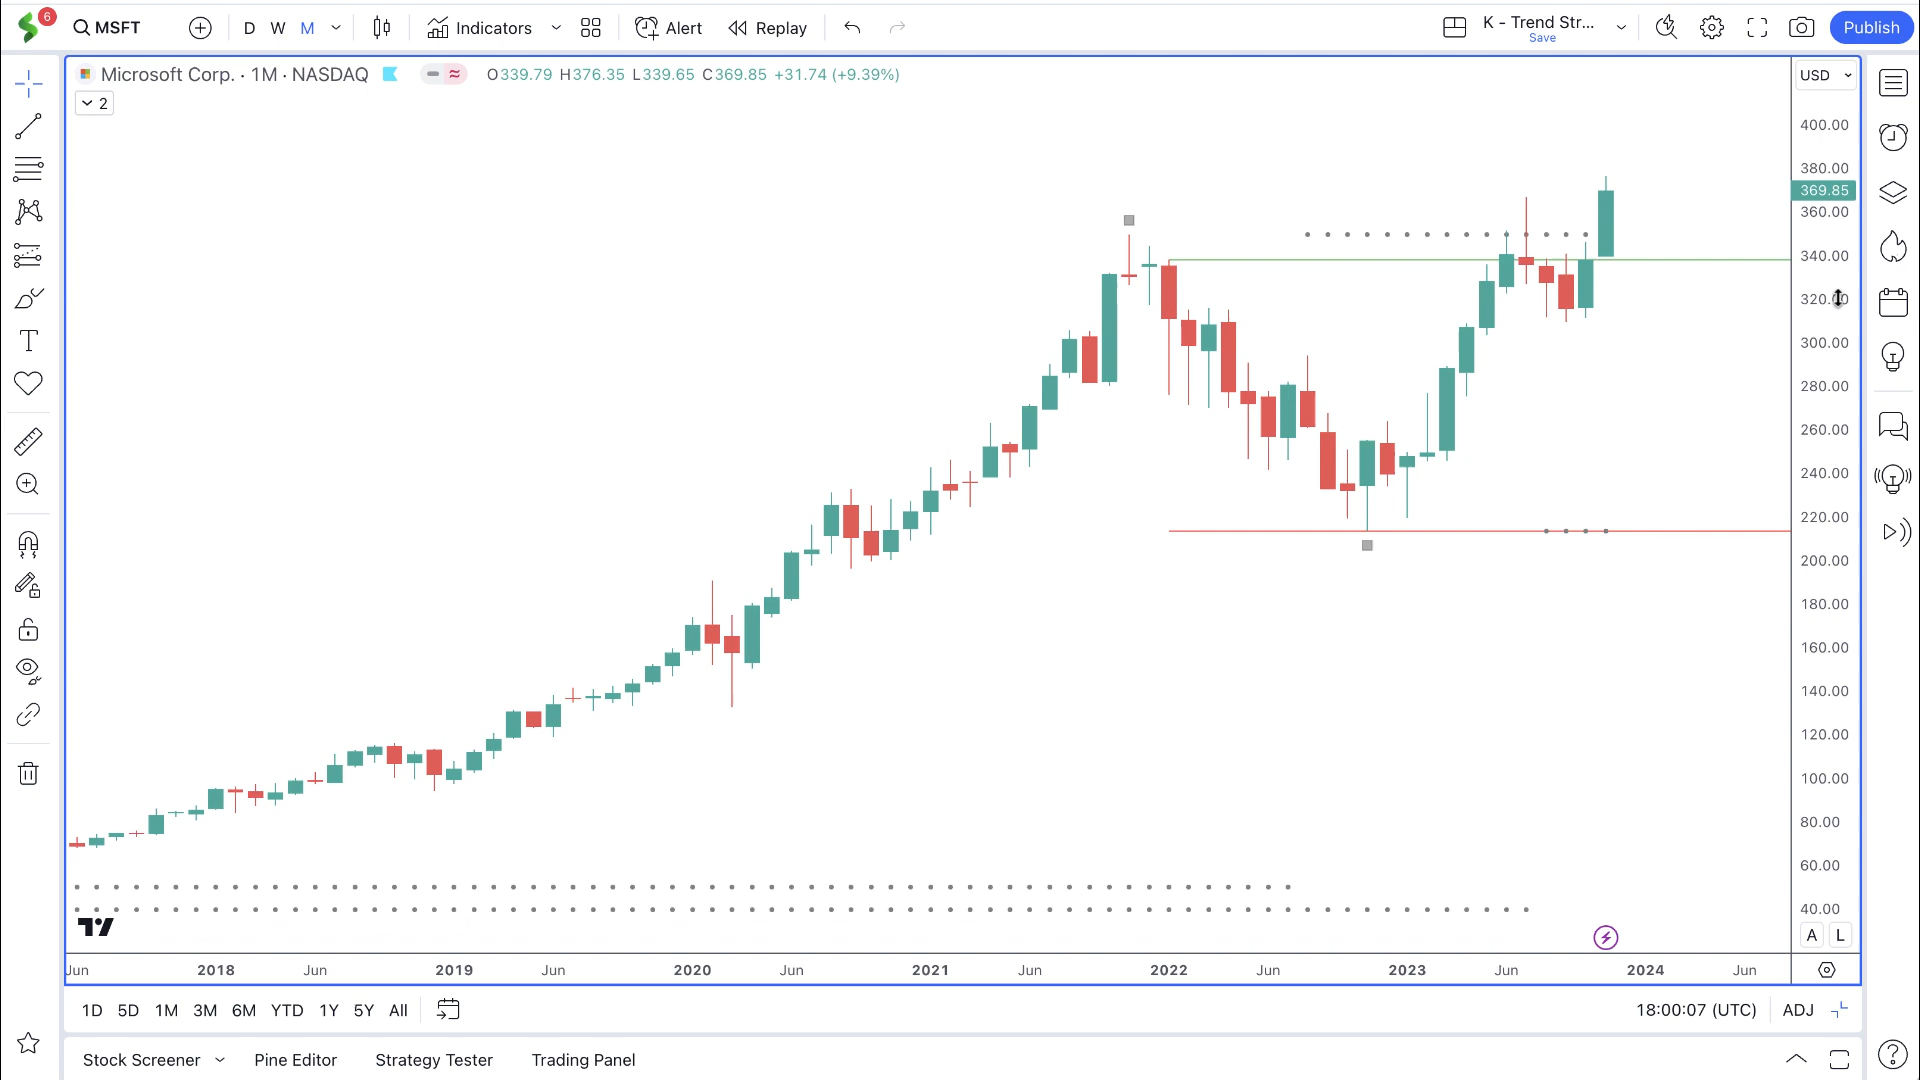 6
MSFT
D W M
Indicators
Alert
Replay
K - Trend Str...
Save
Publish
Microsoft Corp. · 1M · NASDAQ
O339.79 H376.35 L339.65 C369.85 +31.74 (+9.39%)
2
USD
400.00
380.00
369.85
360.00
340.00
320.00
300.00
280.00
260.00
240.00
220.00
200.00
180.00
160.00
140.00
120.00
100.00
80.00
60.00
40.00
A L
Jun 2018 Jun 2019 Jun 2020 Jun 2021 Jun 2022 Jun 2023 Jun 2024 Jun
1D 5D 1M 3M 6M YTD 1Y 5Y All
18:00:07 (UTC) ADJ
Stock Screener Pine Editor Strategy Tester Trading Panel